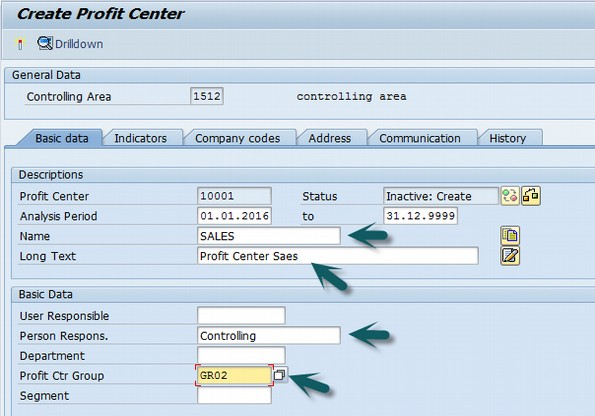 Create Profit Center
Drilldown
General Data
Controlling Area 1512 controlling area
Basic data Indicators Company codes Address Communication History
Descriptions
Profit Center 10001 Status Inactive: Create
Analysis Period 01.01.2016 to 31.12.9999
Name SALES
Long Text Profit Center Saes
Basic Data
User Responsible
Person Respons. Controlling
Department
Profit Ctr Group GR02
Segment